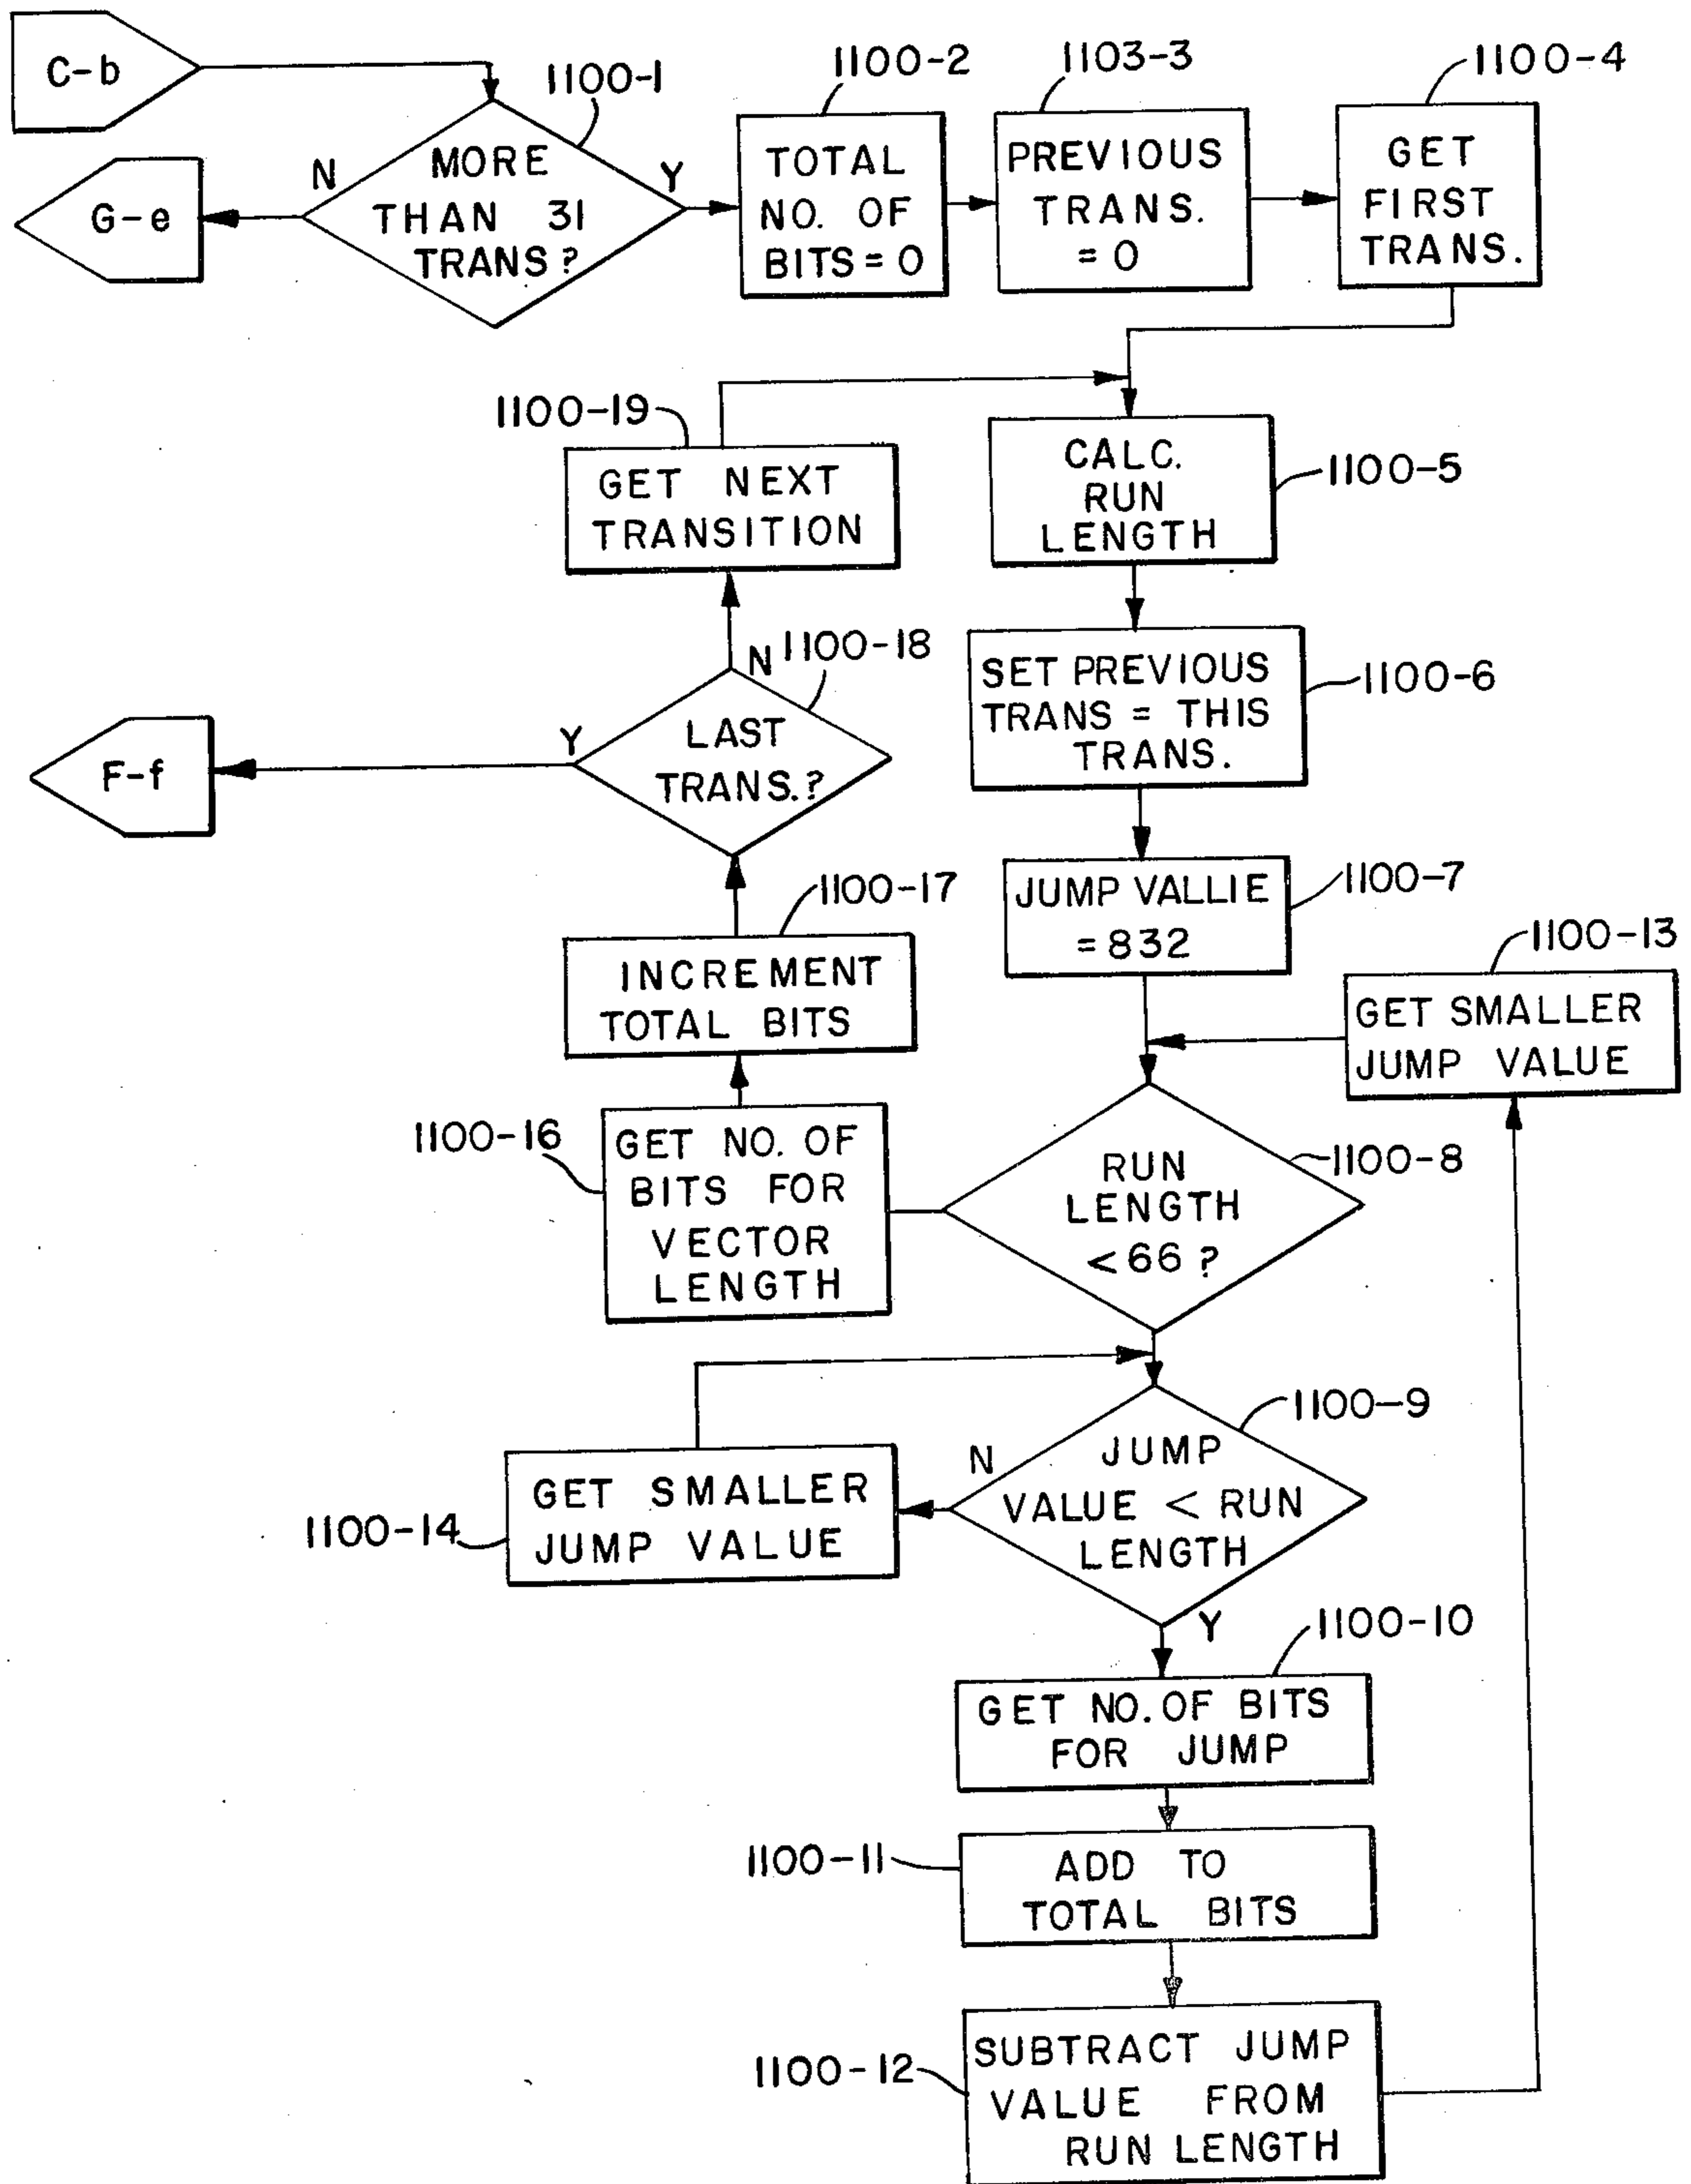 C-b
1100-1
MORE
THAN 31
TRANS?
N
Y
G-e
1100-2
TOTAL
NO. OF
BITS=0
1103-3
PREVIOUS
TRANS.
=0
1100-4
GET
FIRST
TRANS.
1100-19
GET NEXT
TRANSITION
CALC.
RUN
LENGTH
1100-5
SET PREVIOUS
TRANS = THIS
TRANS.
1100-6
N
1100-18
LAST
TRANS.?
Y
F-f
JUMP VALLIE
=832
1100-7
1100-17
INCREMENT
TOTAL BITS
1100-13
GET SMALLER
JUMP VALUE
1100-16
GET NO. OF
BITS FOR
VECTOR
LENGTH
RUN
LENGTH
<66?
1100-8
1100-9
JUMP
VALUE < RUN
LENGTH
N
Y
GET SMALLER
JUMP VALUE
1100-14
1100-10
GET NO. OF BITS
FOR JUMP
1100-11
ADD TO
TOTAL BITS
1100-12
SUBTRACT JUMP
VALUE FROM
RUN LENGTH